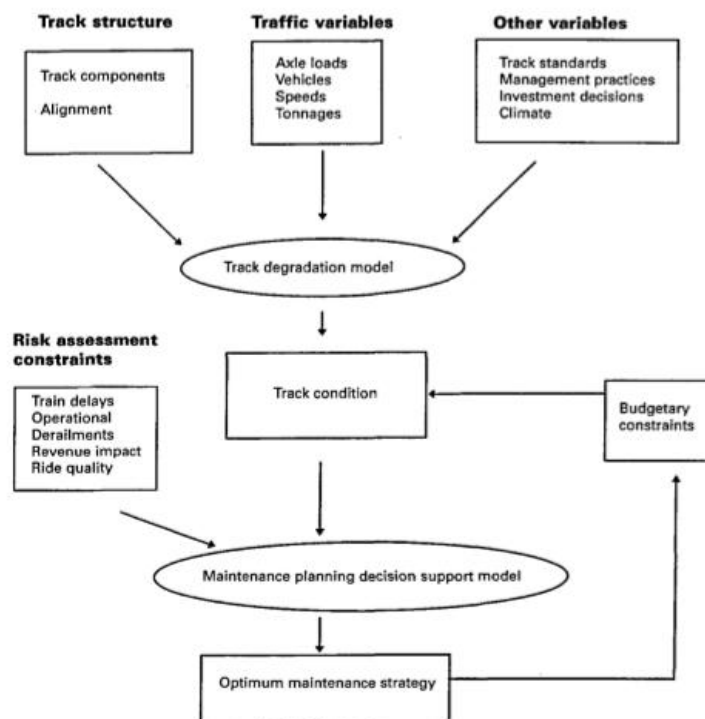 Track structure
Track components
Alignment
Traffic variables
Axle loads
Vehicles
Speeds
Tonnages
Other variables
Track standards
Management practices
Investment decisions
Climate
Track degradation model
Risk assessment
constraints
Train delays
Operational
Derailments
Revenue impact
Ride quality
Track condition
Budgetary
constraints
Maintenance planning decision support model
Optimum maintenance strategy